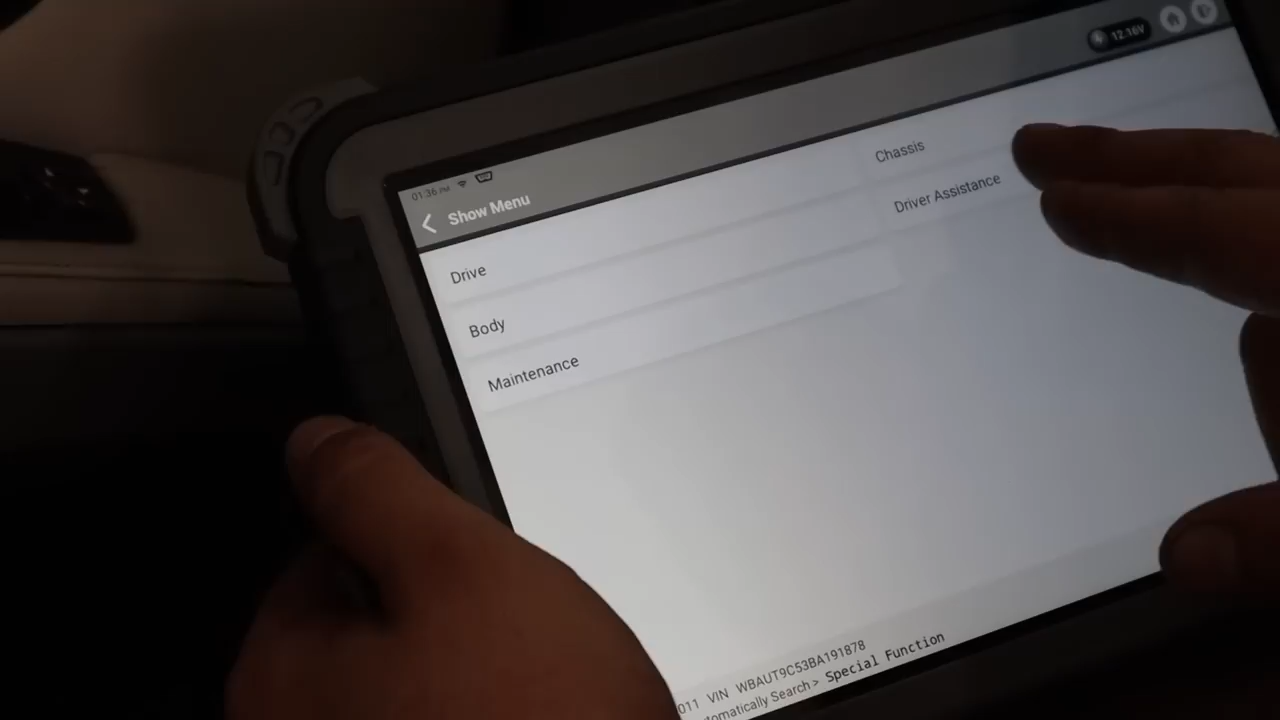 01:36 PM
12.16V
Show Menu
Drive
Chassis
Body
Driver Assistance
Maintenance
011 VIN WBAUT9C53BA191878
tomatically Search> Special Function